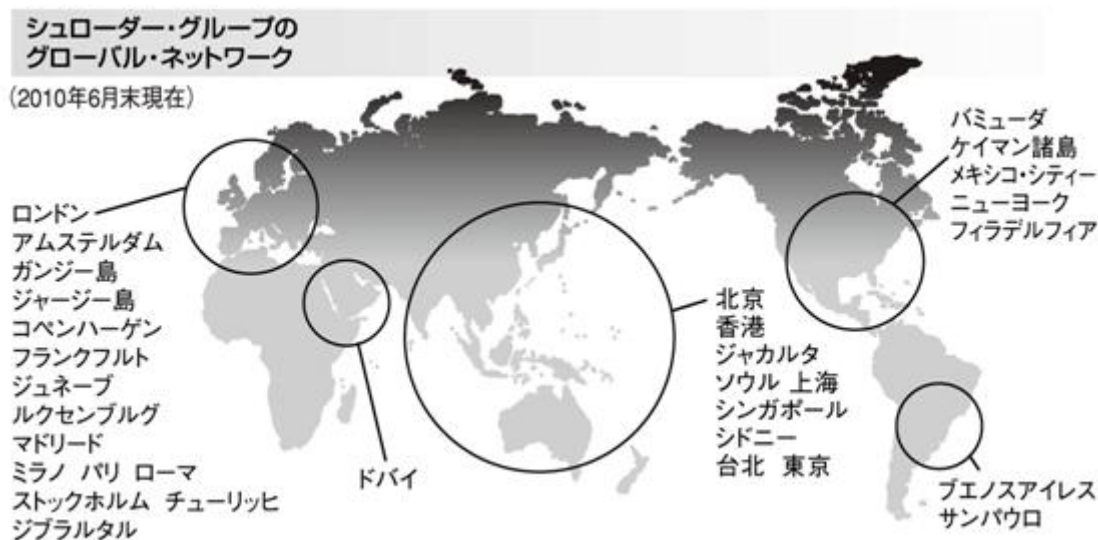 シュローダー・グループの
グローバル・ネットワーク
(2010年6月末現在)
ロンドン
アムステルダム
ガンジー島
ジャージー島
コペンハーゲン
フランクフルト
ジュネーブ
ルクセンブルグ
マドリード
ミラノ パリ ローマ
ストックホルム チューリッヒ
ジブラルタル
ドバイ
北京
香港
ジャカルタ
ソウル 上海
シンガポール
シドニー
台北 東京
バミューダ
ケイマン諸島
メキシコ・シティー
ニューヨーク
フィラデルフィア
ブエノスアイレス
サンパウロ